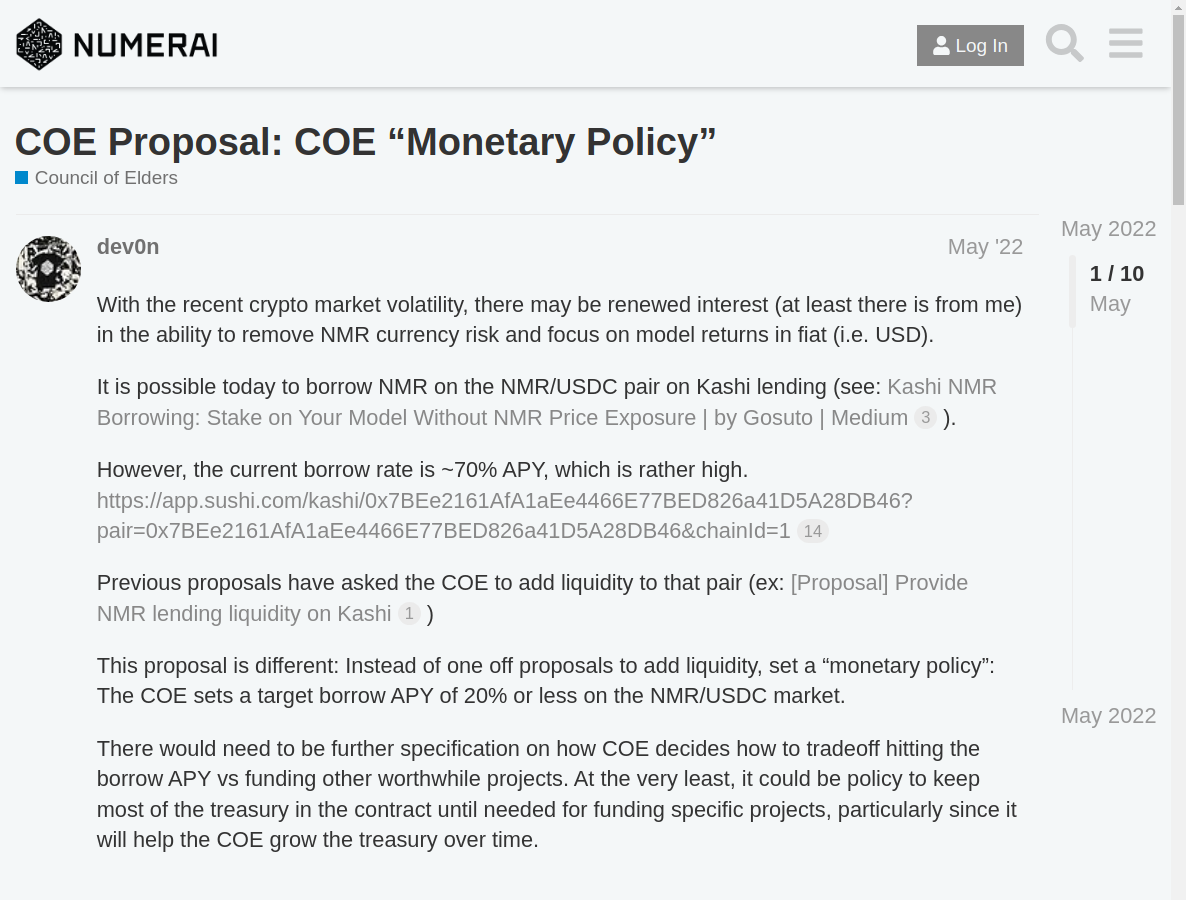 NUMERAI
Log In
COE Proposal: COE “Monetary Policy”
Council of Elders
dev0n
May '22
With the recent crypto market volatility, there may be renewed interest (at least there is from me)
in the ability to remove NMR currency risk and focus on model returns in fiat (i.e. USD).
It is possible today to borrow NMR on the NMR/USDC pair on Kashi lending (see: Kashi NMR
Borrowing: Stake on Your Model Without NMR Price Exposure | by Gosuto | Medium 3 ).
However, the current borrow rate is ~70% APY, which is rather high.
https://app.sushi.com/kashi/0x7BEe2161AfA1aEe4466E77BED826a41D5A28DB46?
pair=0x7BEe2161AfA1aEe4466E77BED826a41D5A28DB46&chainId=1 14
Previous proposals have asked the COE to add liquidity to that pair (ex: [Proposal] Provide
NMR lending liquidity on Kashi 1 )
This proposal is different: Instead of one off proposals to add liquidity, set a “monetary policy”:
The COE sets a target borrow APY of 20% or less on the NMR/USDC market.
There would need to be further specification on how COE decides how to tradeoff hitting the
borrow APY vs funding other worthwhile projects. At the very least, it could be policy to keep
most of the treasury in the contract until needed for funding specific projects, particularly since it
will help the COE grow the treasury over time.
May 2022
1 / 10
May
May 2022